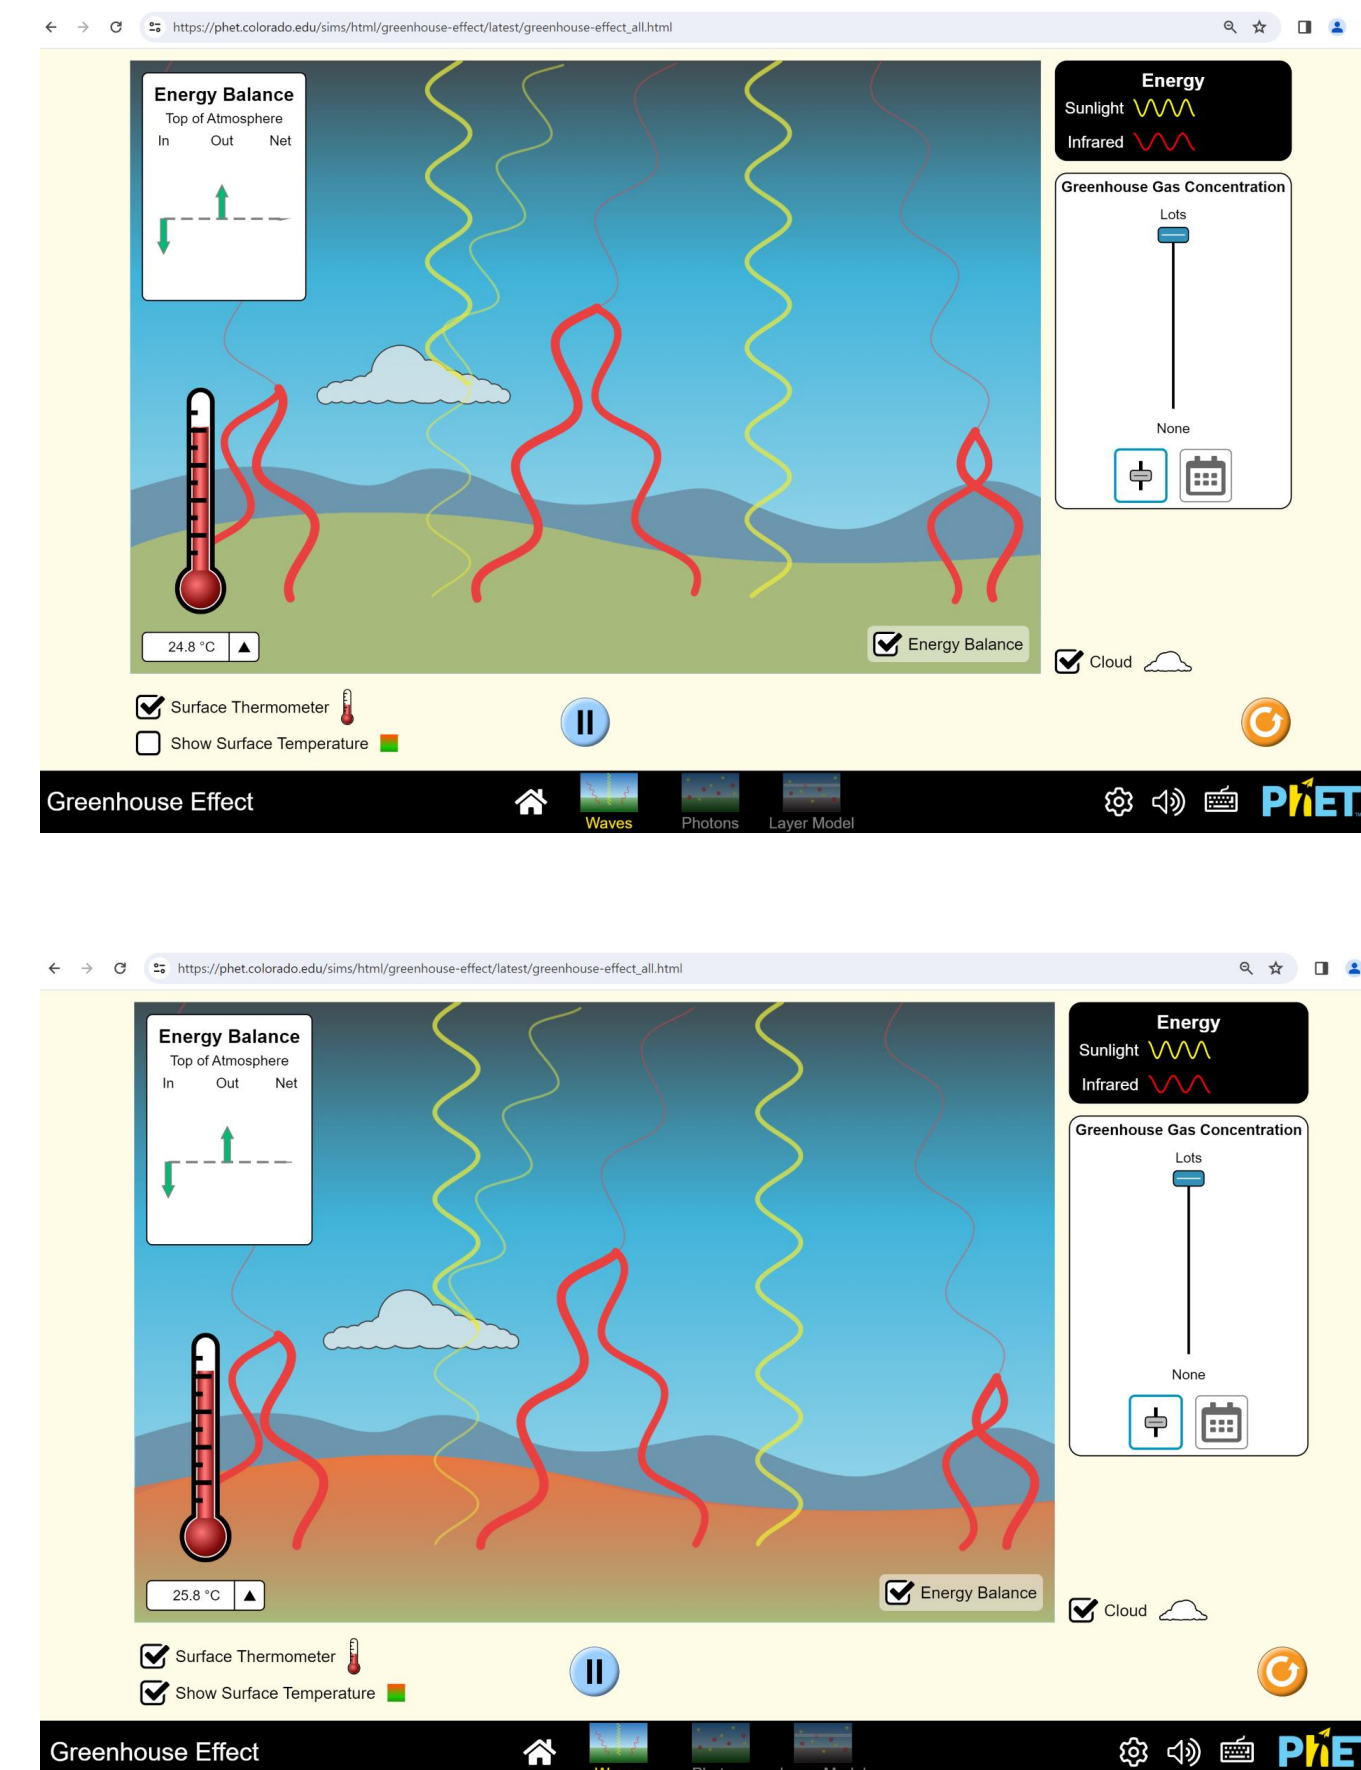 https://phet.colorado.edu/sims/html/greenhouse-effect/latest/greenhouse-effect_all.html
Energy Balance
Top of Atmosphere
In Out Net
Energy
Sunlight
Infrared
Greenhouse Gas Concentration
Lots
None
24.8 °C
Energy Balance
Cloud
Surface Thermometer
Show Surface Temperature
Greenhouse Effect
Waves
Photons
Layer Model
PhET
https://phet.colorado.edu/sims/html/greenhouse-effect/latest/greenhouse-effect_all.html
Energy Balance
Top of Atmosphere
In Out Net
Energy
Sunlight
Infrared
Greenhouse Gas Concentration
Lots
None
25.8 °C
Energy Balance
Cloud
Surface Thermometer
Show Surface Temperature
Greenhouse Effect
PhE